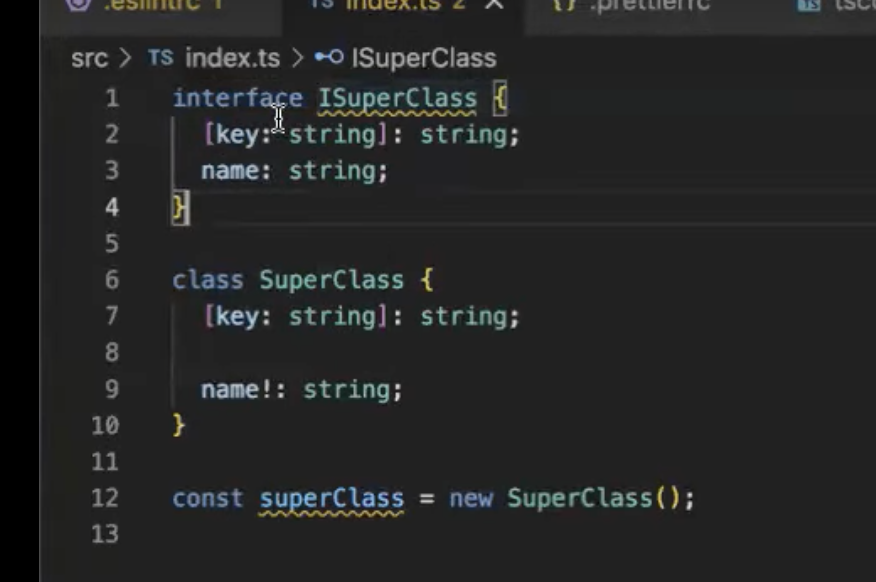 .eslintrc 1 TS index.ts 2 × {} .prettierrc TS
src > TS index.ts > ISuperClass
1 interface ISuperClass {
2 [key: string]: string;
3 name: string;
4 }
5
6 class SuperClass {
7 [key: string]: string;
8
9 name!: string;
10 }
11
12 const superClass = new SuperClass();
13